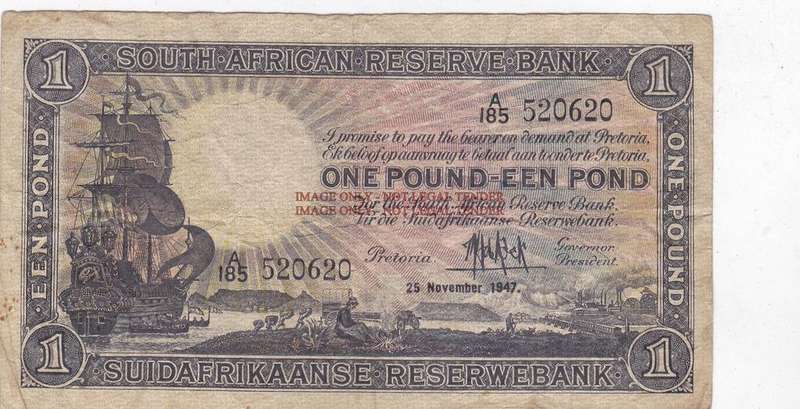 1 SOUTH AFRICAN RESERVE BANK 1
A/185 520620
I promise to pay the bearer on demand at Pretoria,
Ek beloof op aanvraag te betaal aan toonder te Pretoria,
ONE POUND-EEN POND
IMAGE ONLY - NOT LEGAL TENDER
for the South African Reserve Bank.
IMAGE ONLY - NOT LEGAL TENDER
Vir die Suidafrikaanse Reserwebank.
EEN POND
ONE POUND
A/185 520620
Pretoria
Governor.
President.
25 November 1947.
1 SUIDAFRIKAANSE RESERWEBANK 1